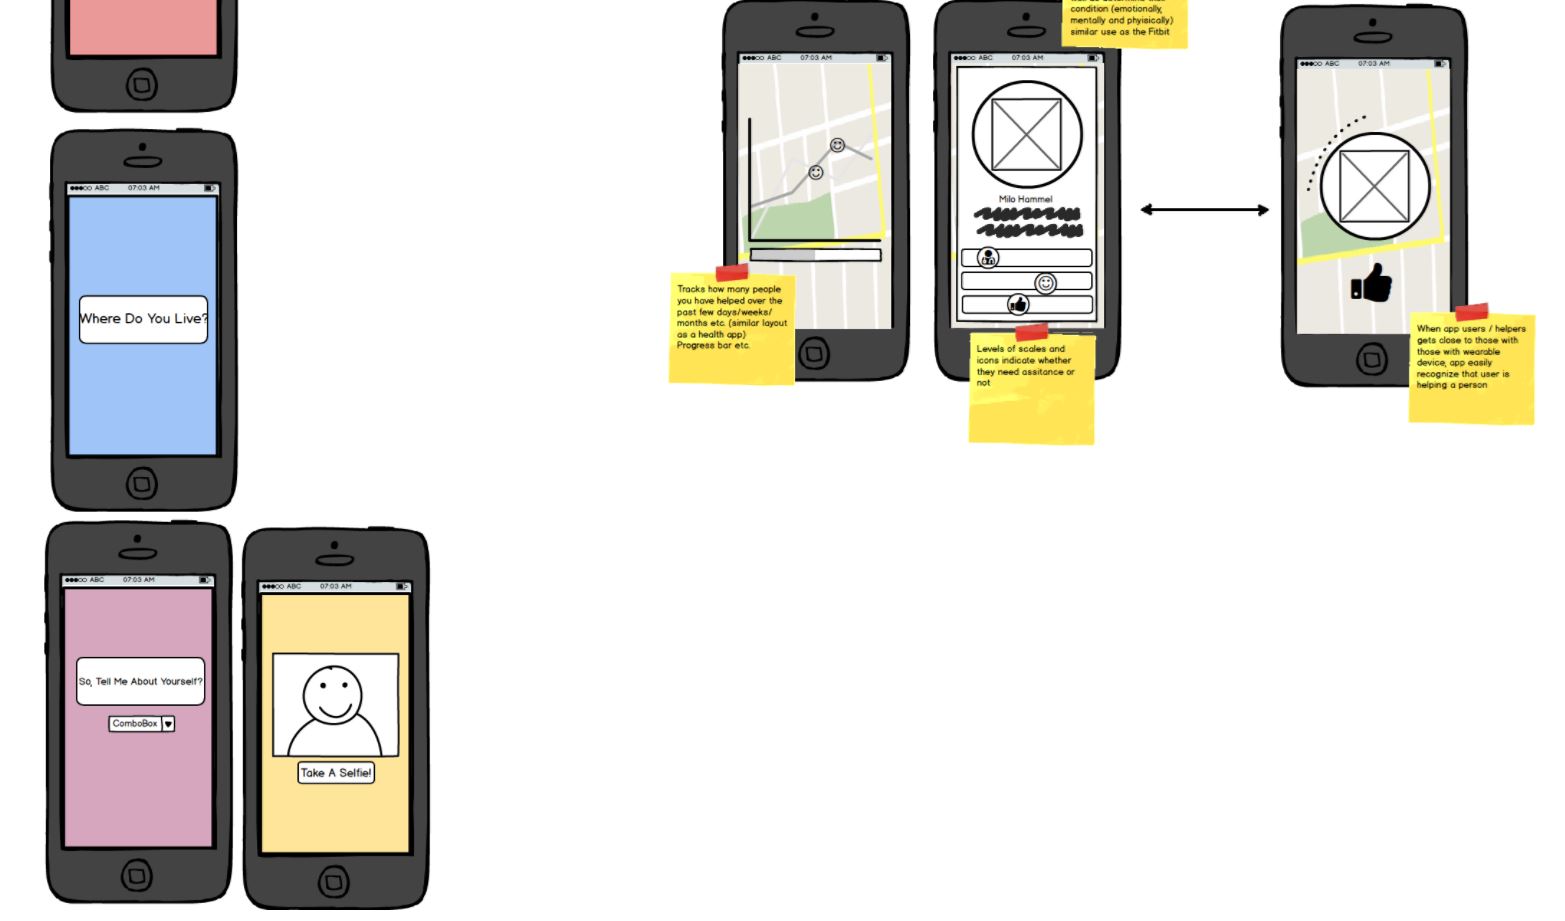 condition (emotionally,
mentally and phyisically)
similar use as the Fitbit
ABC 07:03 AM
ABC 07:03 AM
ABC 07:03 AM
Milo Hammel
Tracks how many people
you have helped over the
past few days/weeks/
months etc. (similar layout
as a health app)
Progress bar etc.
Levels of scales and
icons indicate whether
they need assitance or
not
When app users / helpers
gets close to those with
those with wearable
device, app easily
recognize that user is
helping a person
ABC 07:03 AM
Where Do You Live?
ABC 07:03 AM
So, Tell Me About Yourself?
ComboBox
ABC 07:03 AM
Take A Selfie!